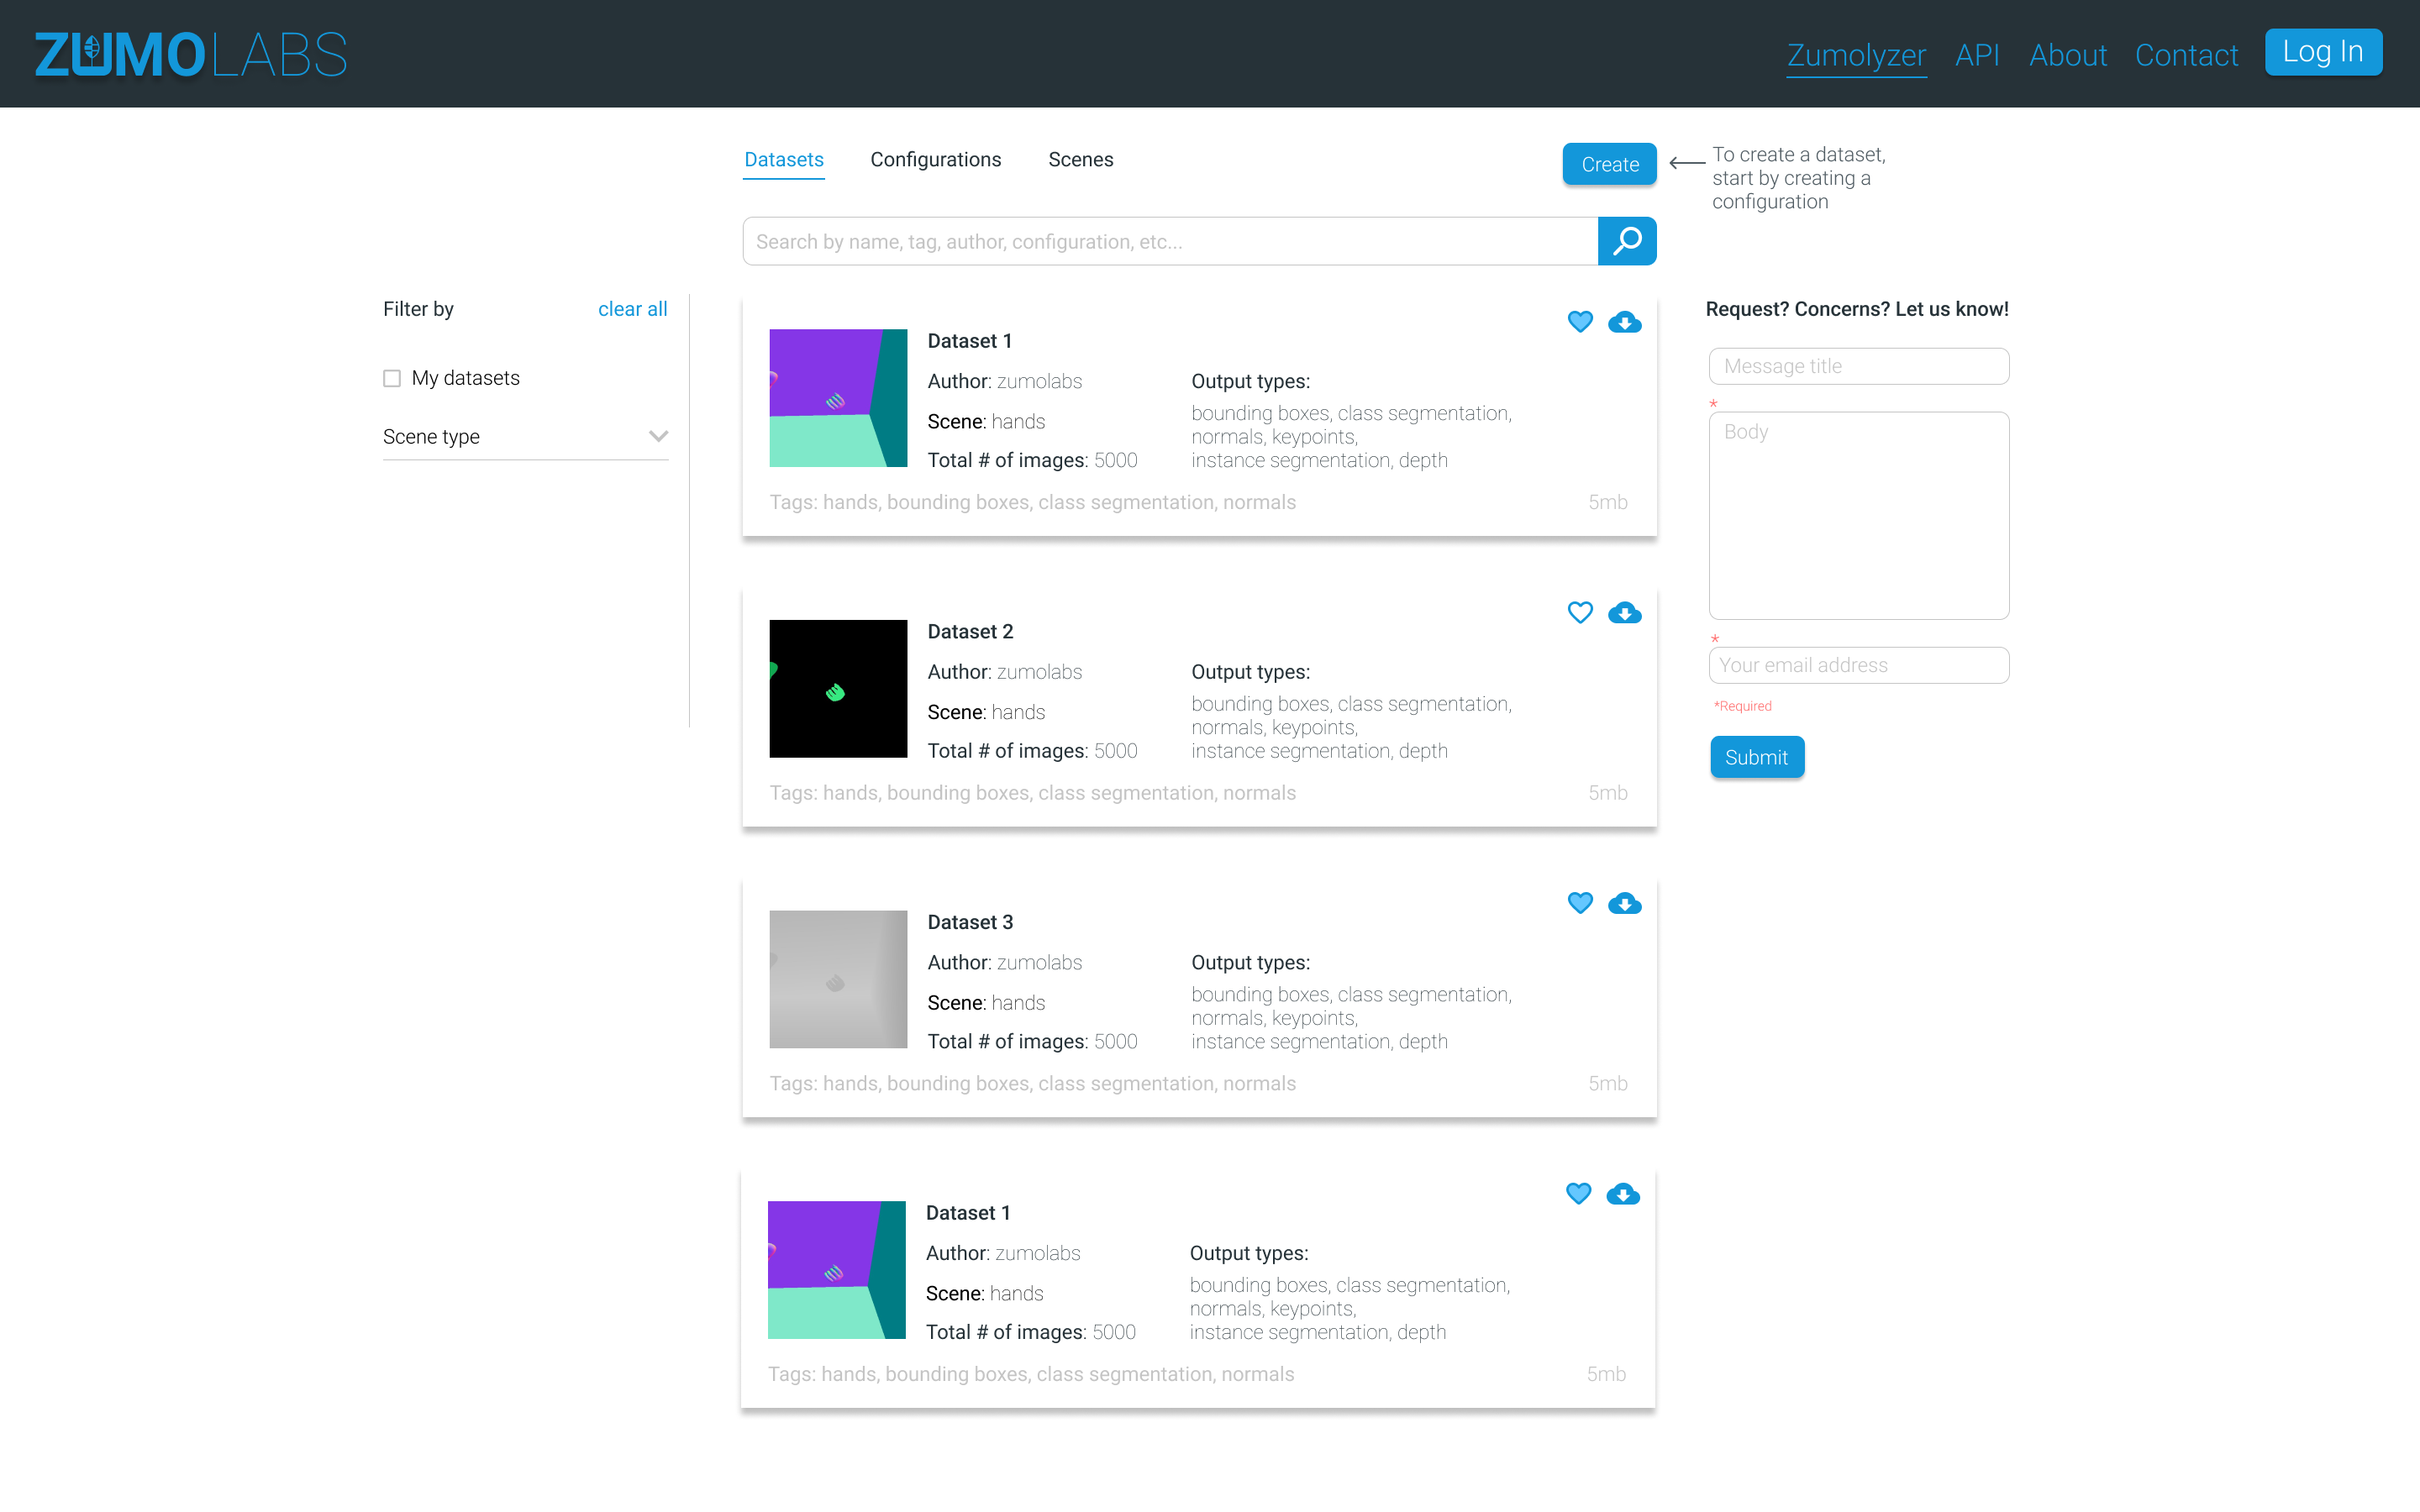 ZUMOLABS
Zumolyzer API About Contact Log In
Datasets Configurations Scenes
Create
To create a dataset,
start by creating a
configuration
Search by name, tag, author, configuration, etc...
Filter by clear all
My datasets
Scene type
Dataset 1
Author: zumolabs
Scene: hands
Total # of images: 5000
Output types:
bounding boxes, class segmentation,
normals, keypoints,
instance segmentation, depth
Tags: hands, bounding boxes, class segmentation, normals
5mb
Dataset 2
Author: zumolabs
Scene: hands
Total # of images: 5000
Output types:
bounding boxes, class segmentation,
normals, keypoints,
instance segmentation, depth
Tags: hands, bounding boxes, class segmentation, normals
5mb
Dataset 3
Author: zumolabs
Scene: hands
Total # of images: 5000
Output types:
bounding boxes, class segmentation,
normals, keypoints,
instance segmentation, depth
Tags: hands, bounding boxes, class segmentation, normals
5mb
Dataset 1
Author: zumolabs
Scene: hands
Total # of images: 5000
Output types:
bounding boxes, class segmentation,
normals, keypoints,
instance segmentation, depth
Tags: hands, bounding boxes, class segmentation, normals
5mb
Request? Concerns? Let us know!
Message title
*
Body
*
Your email address
*Required
Submit